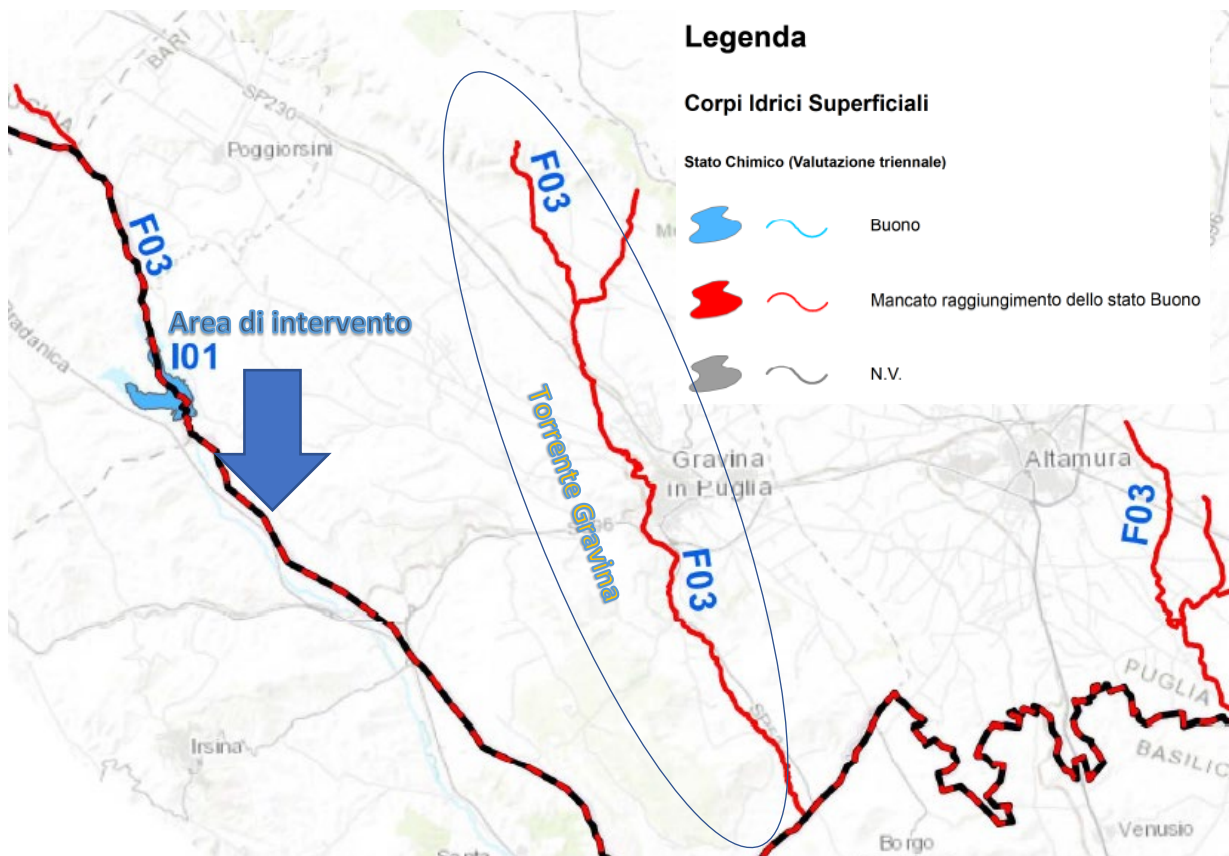 Legenda
Corpi Idrici Superficiali
Stato Chimico (Valutazione triennale)
Buono
Mancato raggiungimento dello stato Buono
N.V.
BARI
SP230
Poggiorsini
F03
F03
Area di intervento
I01
Torrente Gravina
Gravina
in Puglia
Altamura
F03
F03
Irsina
PUGLIA
BASILIC
Borgo
Venusio